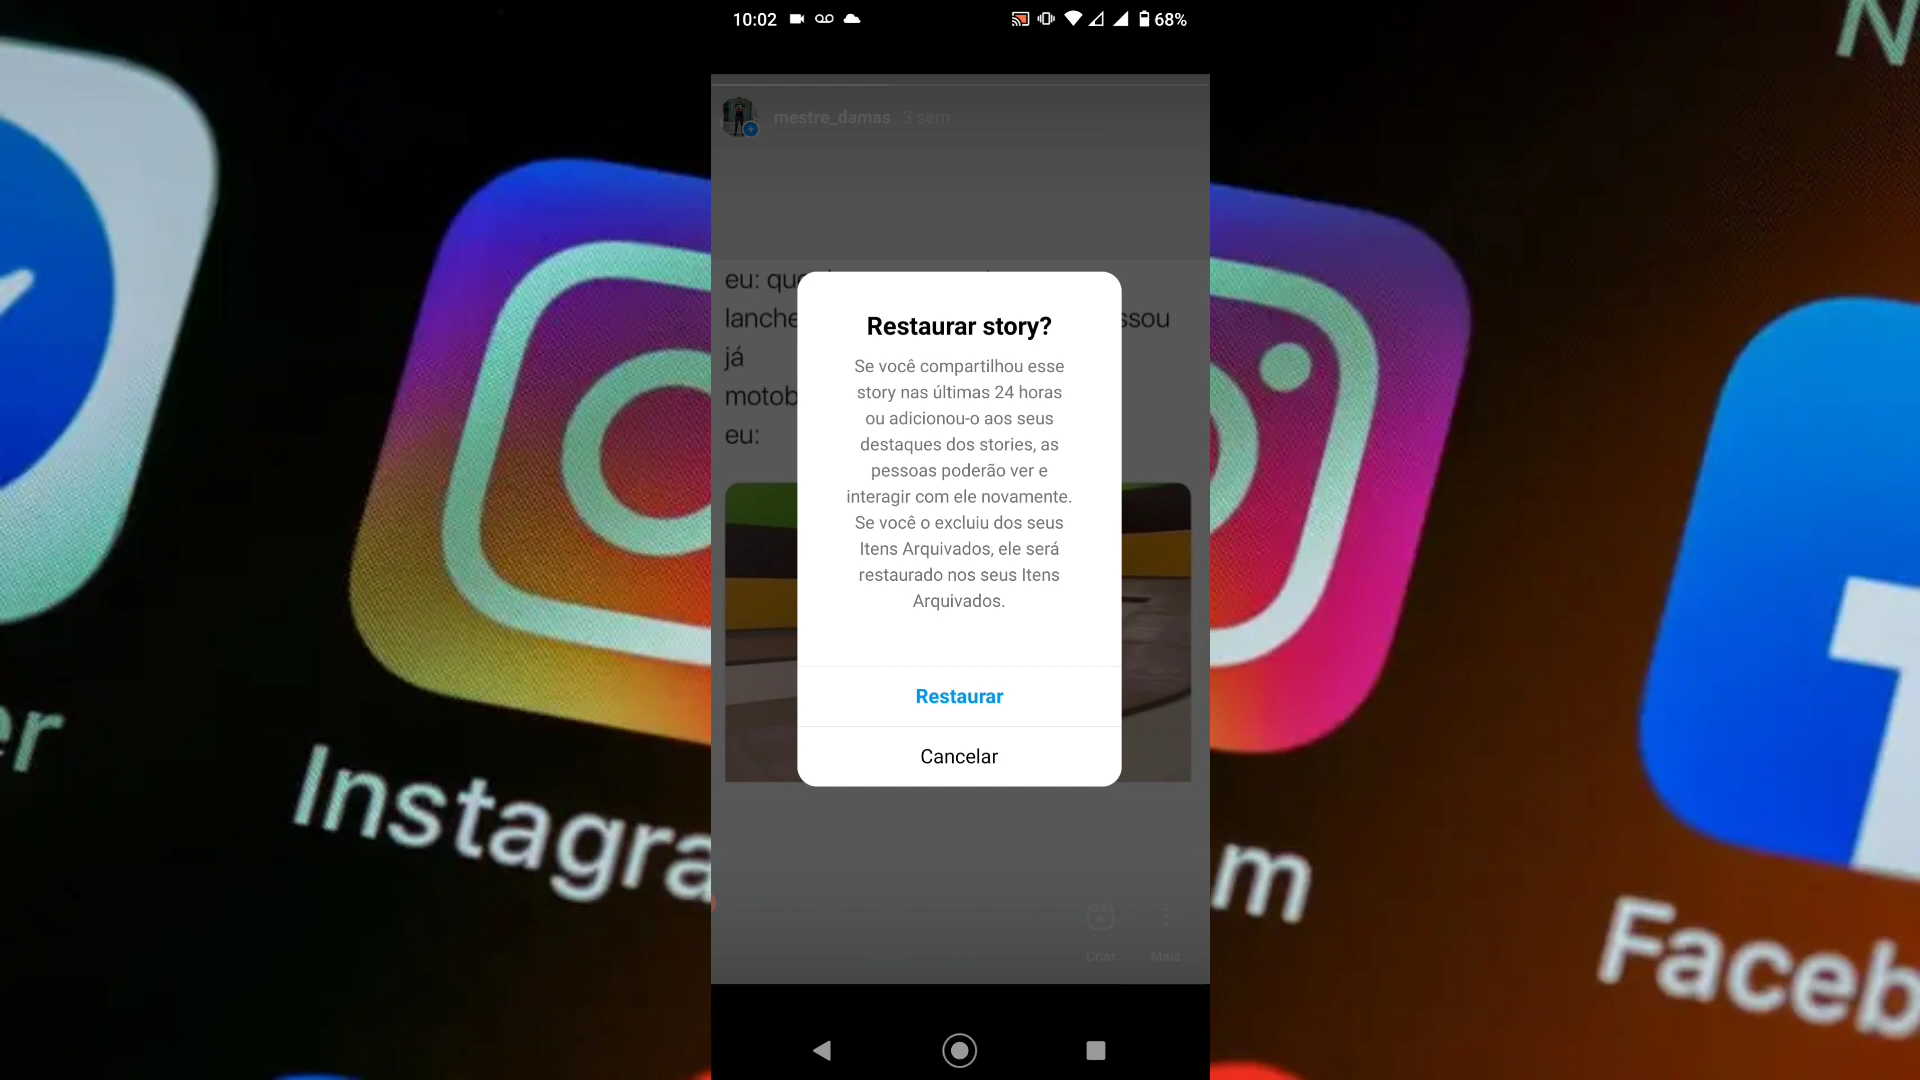 10:02
68%
mestre_damas 3 sem
eu:
lanche
ssou
já
eu:
Restaurar story?
Se você compartilhou esse
story nas últimas 24 horas
ou adicionou-o aos seus
destaques dos stories, as
pessoas poderão ver e
interagir com ele novamente.
Se você o excluiu dos seus
Itens Arquivados, ele será
restaurado nos seus Itens
Arquivados.
Restaurar
Cancelar
Criar
Mais
er
Instagra
m
Faceb
N